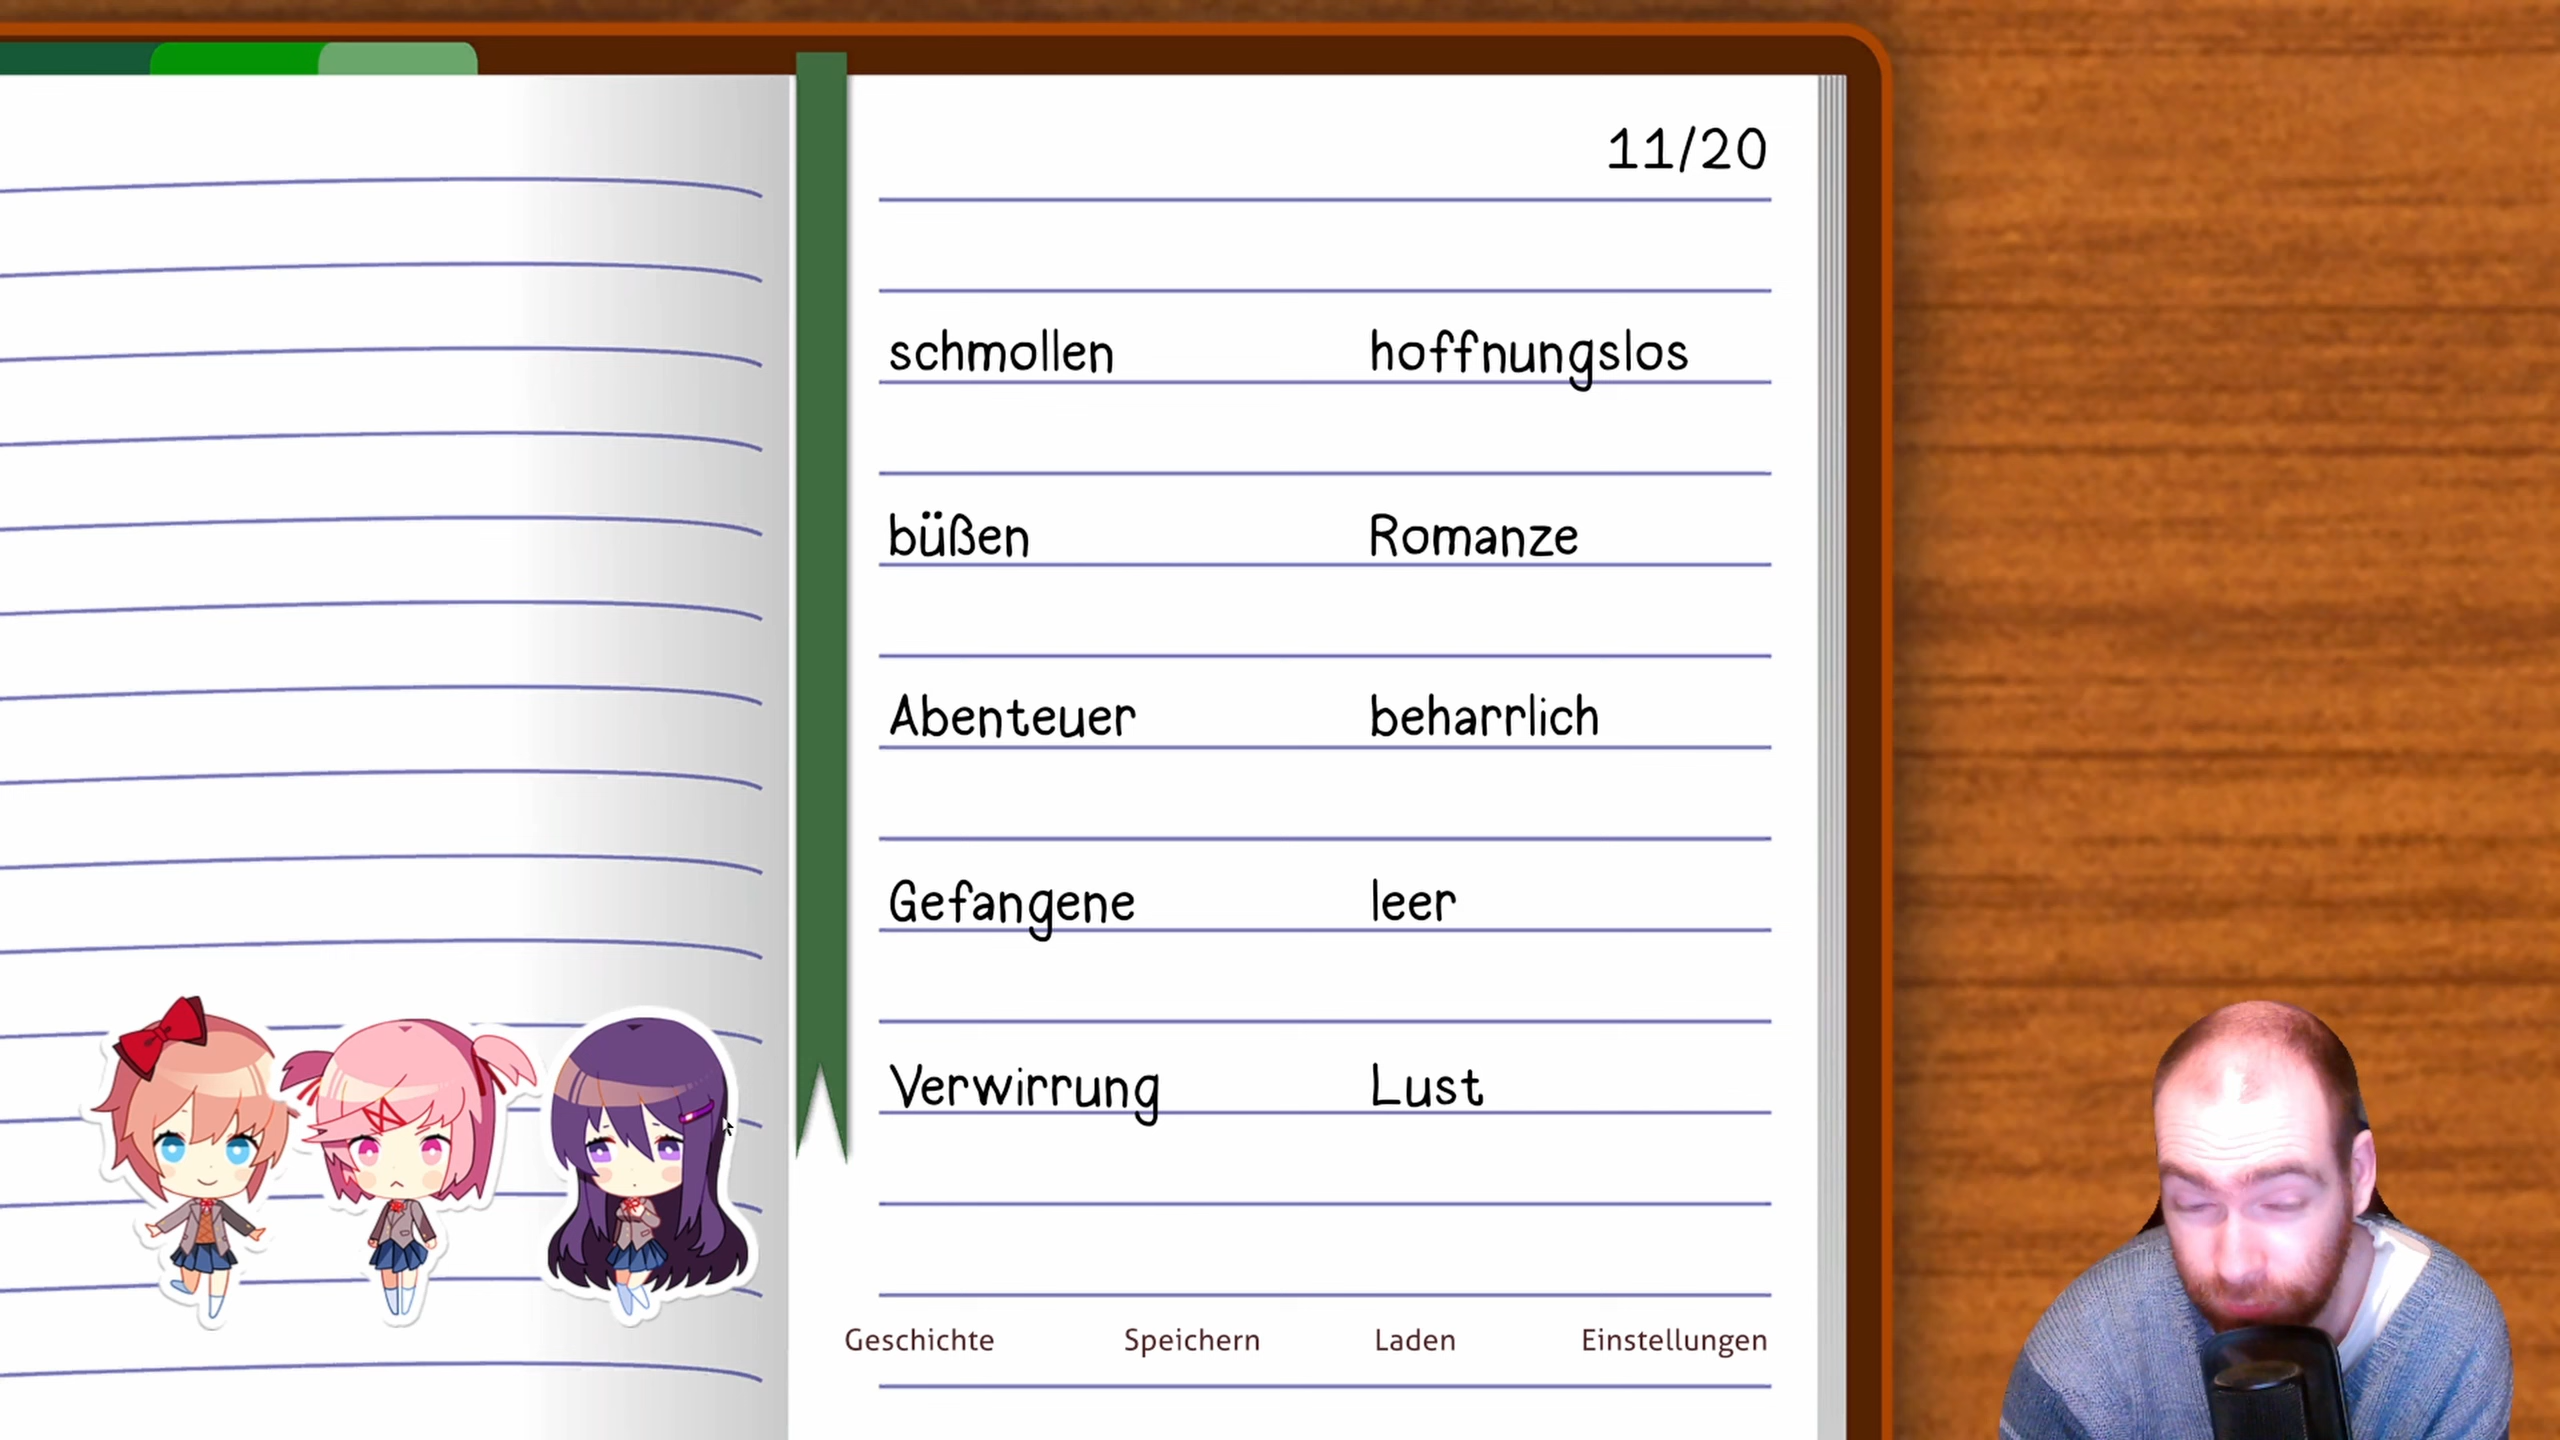 11/20
schmollen hoffnungslos
büßen Romanze
Abenteuer beharrlich
Gefangene leer
Verwirrung Lust
Geschichte Speichern Laden Einstellungen